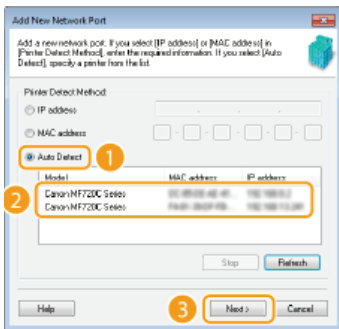 Add New Network Port
Add a new network port. If you select [IP address] or [MAC address] in
[Printer Detect Method], enter the required information. If you select [Auto
Detect], specify a printer from the list.
Printer Detect Method:
IP address
MAC address
Auto Detect
1
Model MAC address IP address
2
Canon MF720C Series
Canon MF720C Series
Stop Refresh
Help
3
Next > Cancel